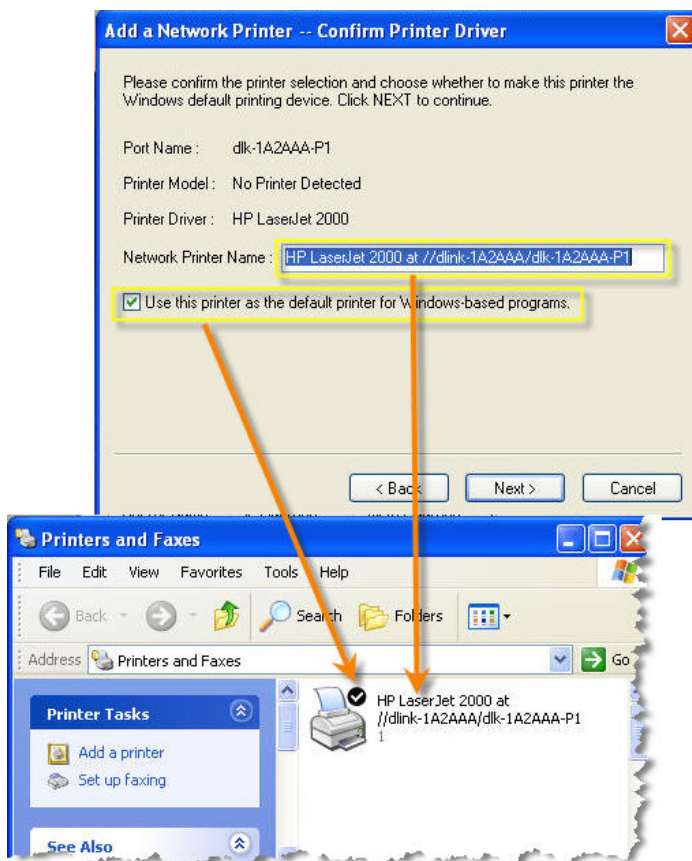 Add a Network Printer -- Confirm Printer Driver
Please confirm the printer selection and choose whether to make this printer the
Windows default printing device. Click NEXT to continue.
Port Name : dlk-1A2AAA-P1
Printer Model : No Printer Detected
Printer Driver : HP LaserJet 2000
Network Printer Name : HP LaserJet 2000 at //dlink-1A2AAA/dlk-1A2AAA-P1
Use this printer as the default printer for Windows-based programs.
< Back Next > Cancel
Printers and Faxes
File Edit View Favorites Tools Help
Back Search Folders
Address Printers and Faxes Go
Printer Tasks
Add a printer
Set up faxing
See Also
HP LaserJet 2000 at
//dlink-1A2AAA/dlk-1A2AAA-P1
1